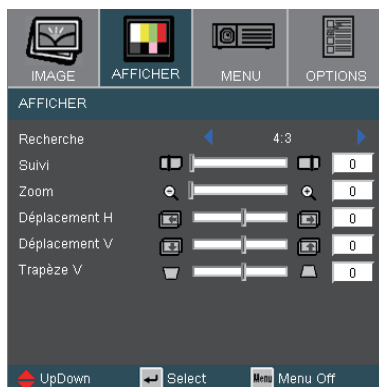 IMAGE AFFICHER MENU OPTIONS
AFFICHER
Recherche 4:3
Suivi 0
Zoom 0
Déplacement H 0
Déplacement V 0
Trapèze V 0
UpDown Select Menu Menu Off